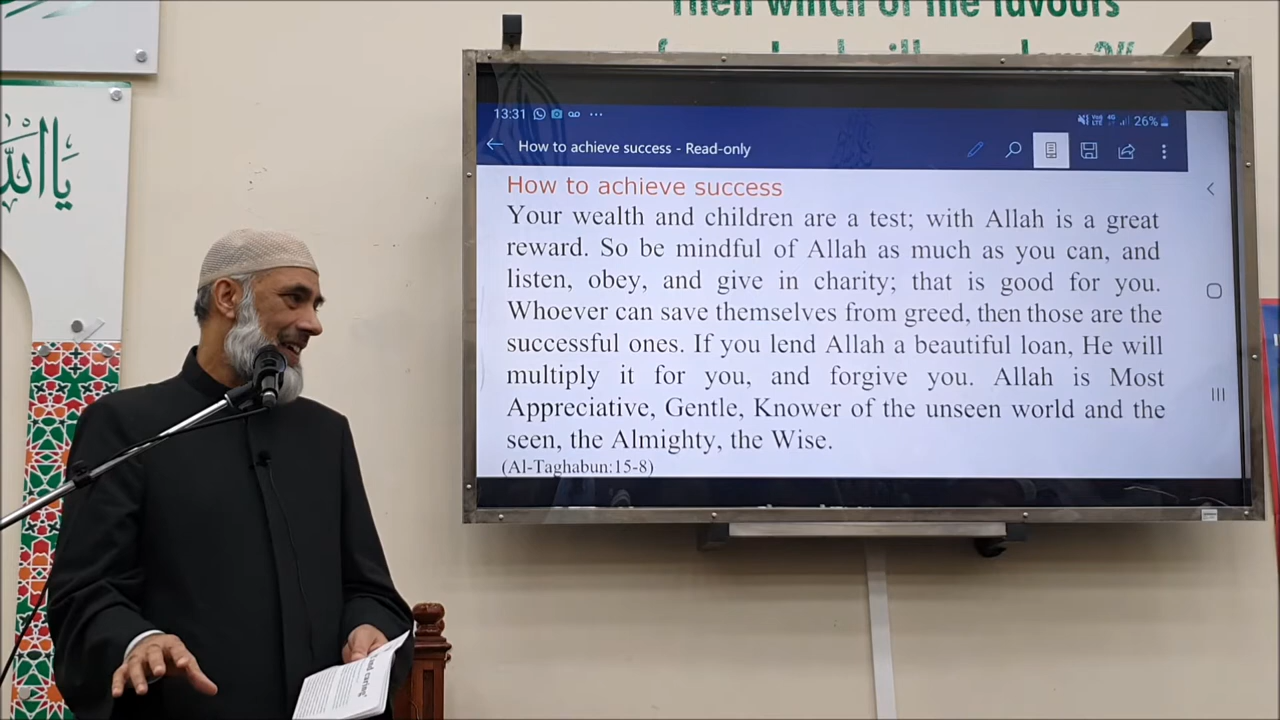 Then which of the favours
13:31
26%
How to achieve success - Read-only
How to achieve success
Your wealth and children are a test; with Allah is a great
reward. So be mindful of Allah as much as you can, and
listen, obey, and give in charity; that is good for you.
Whoever can save themselves from greed, then those are the
successful ones. If you lend Allah a beautiful loan, He will
multiply it for you, and forgive you. Allah is Most
Appreciative, Gentle, Knower of the unseen world and the
seen, the Almighty, the Wise.
(Al-Taghabun:15-8)
يا الله